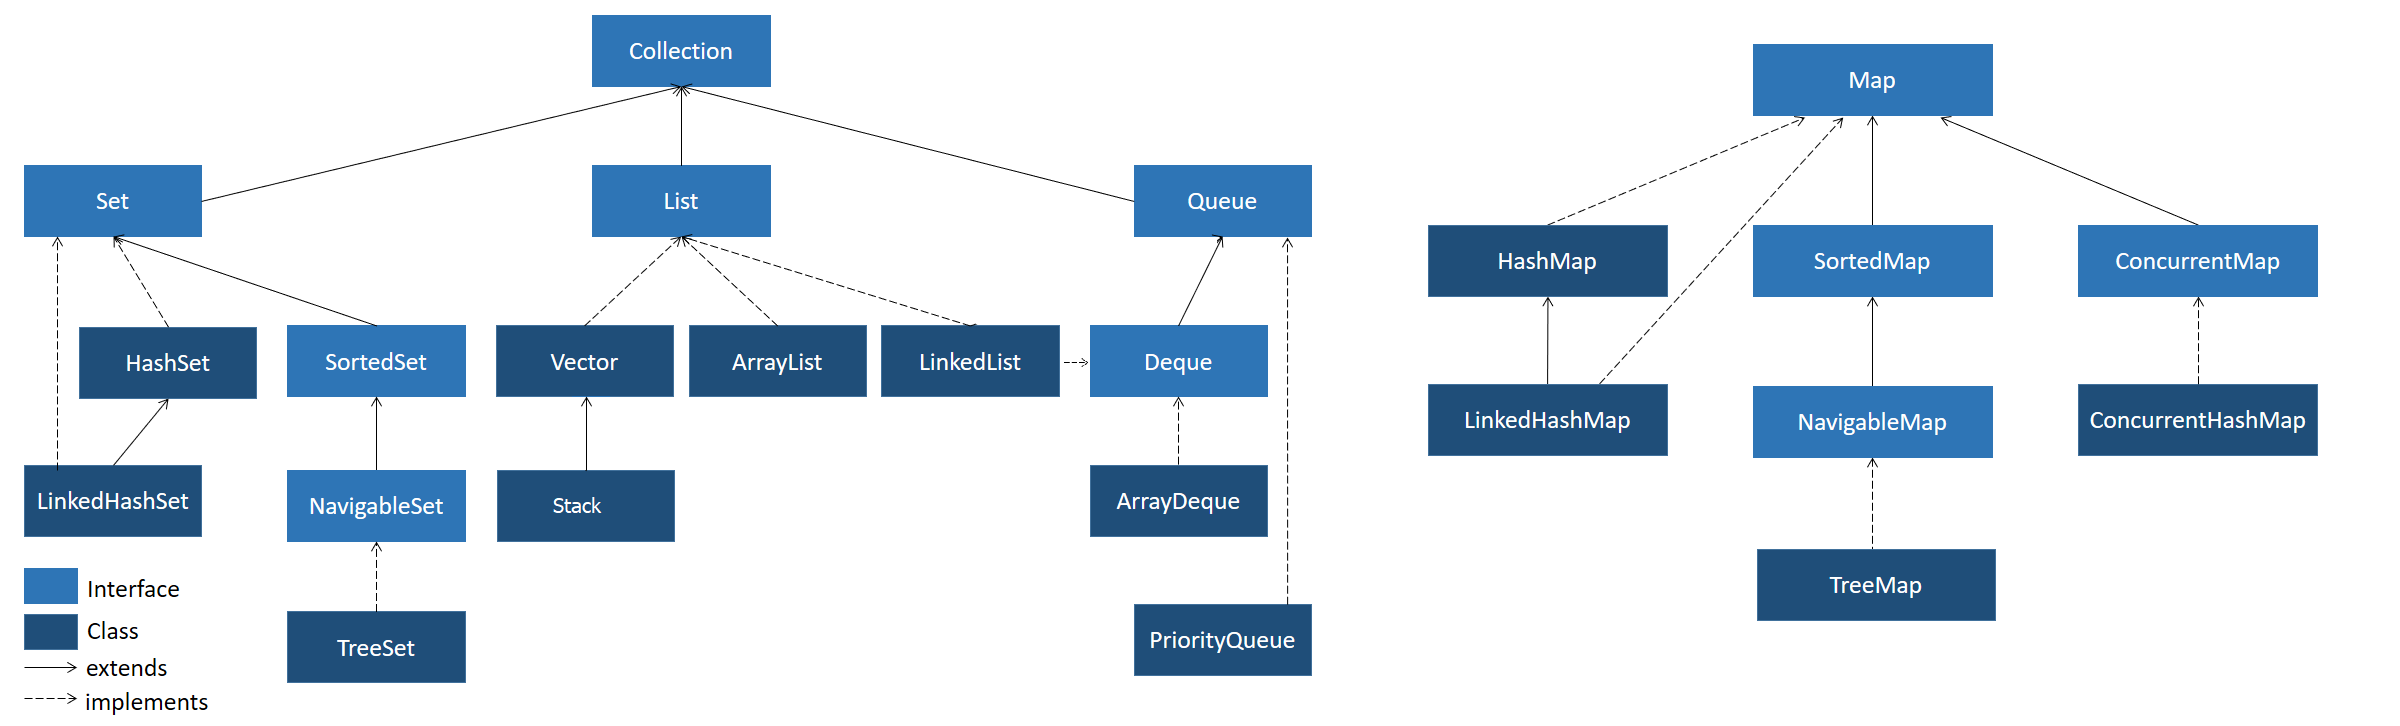 Collection
Map
Set
List
Queue
HashMap
SortedMap
ConcurrentMap
HashSet
SortedSet
Vector
ArrayList
LinkedList
Deque
LinkedHashMap
NavigableMap
ConcurrentHashMap
LinkedHashSet
NavigableSet
Stack
ArrayDeque
TreeMap
Interface
Class
TreeSet
PriorityQueue
extends
implements